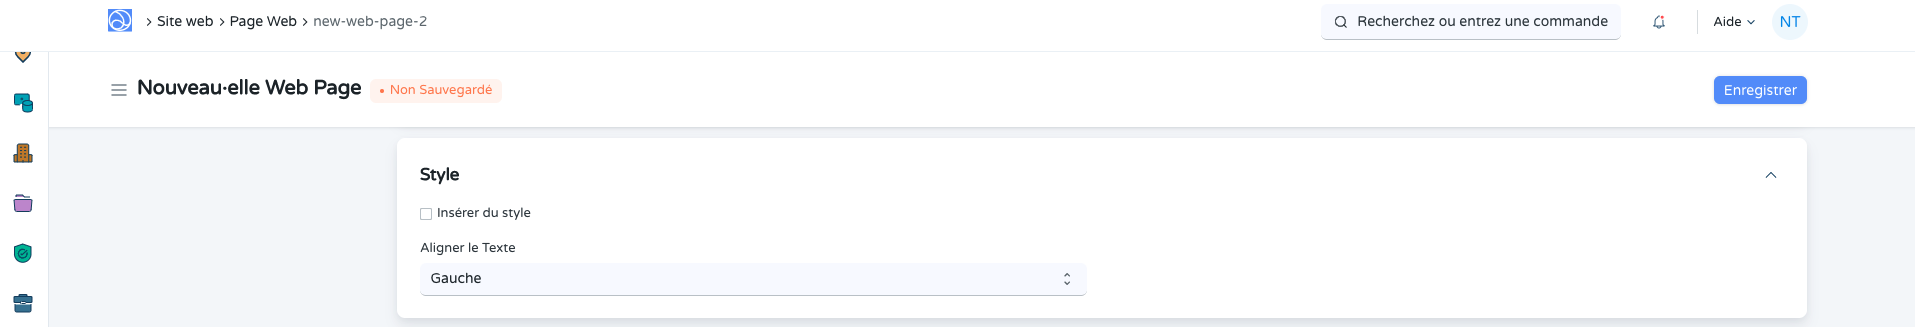 Site web Page Web new-web-page-2
Recherchez ou entrez une commande
Aide
NT
Nouveau·elle Web Page
Non Sauvegardé
Enregistrer
Style
Insérer du style
Aligner le Texte
Gauche